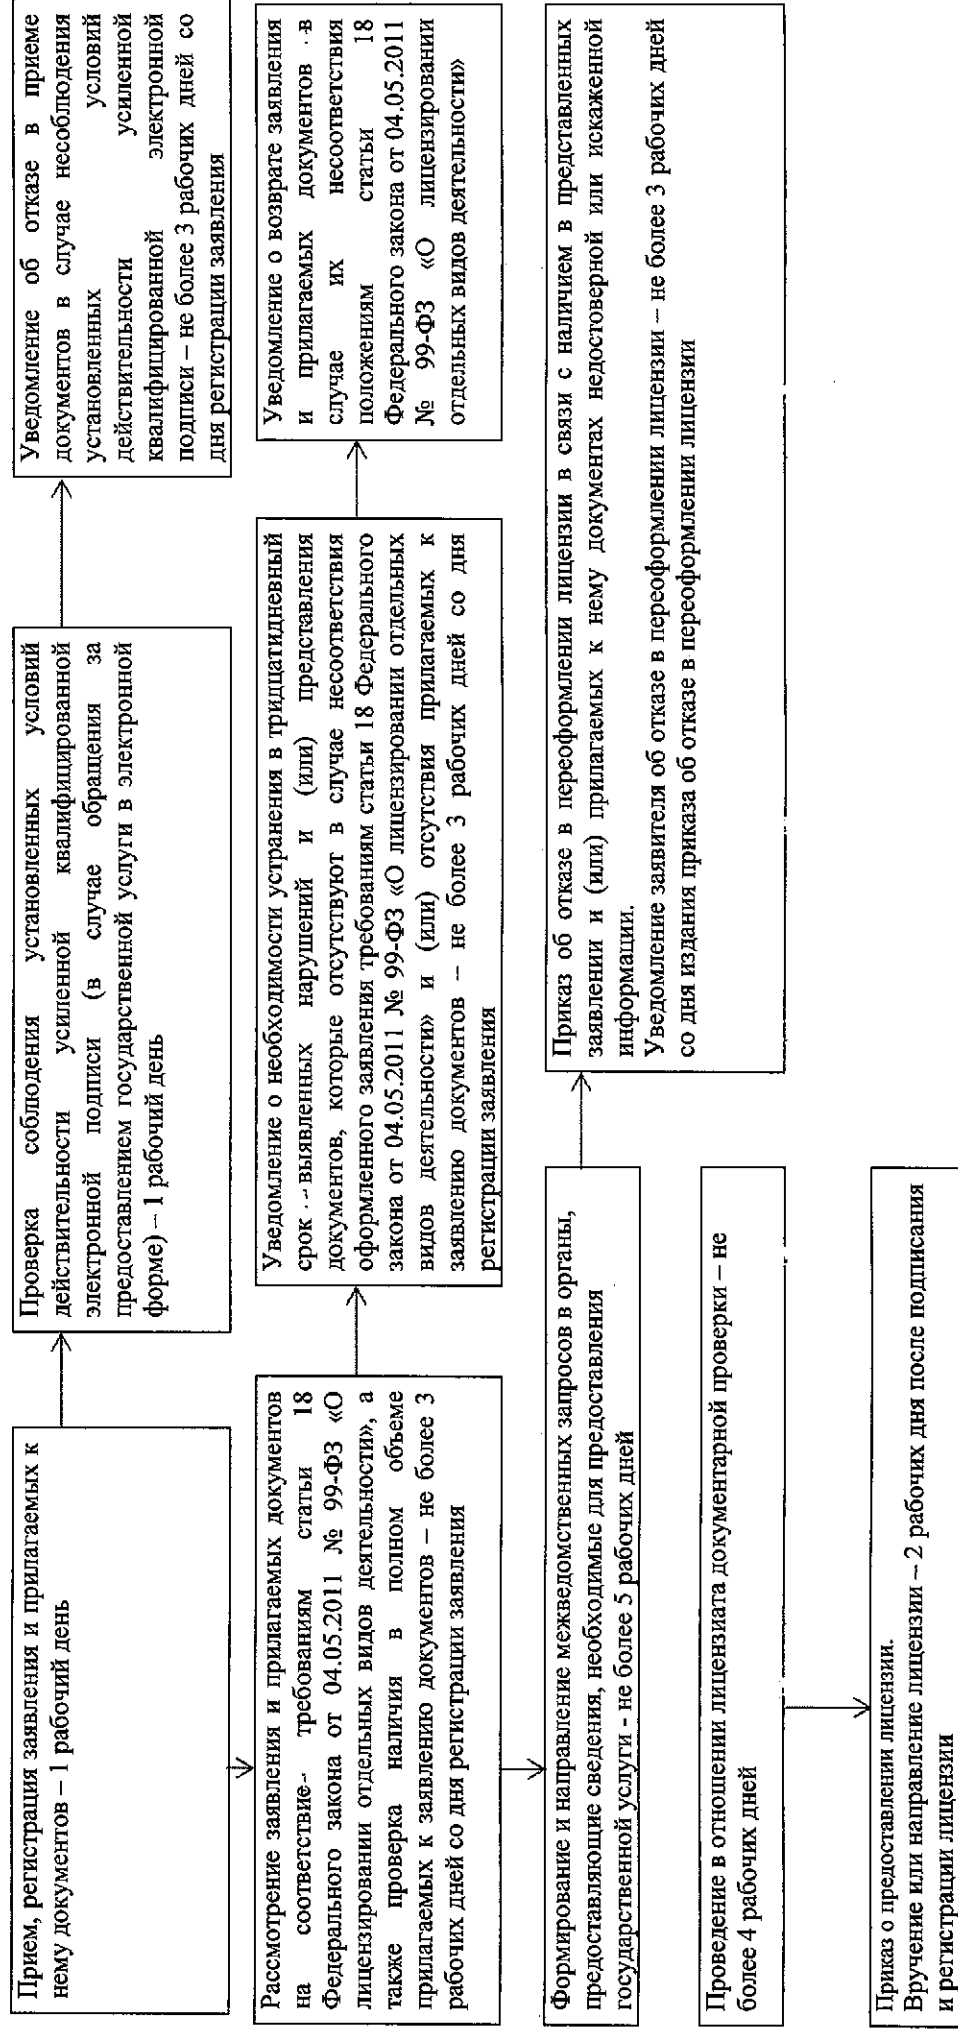 Прием, регистрация заявления и прилагаемых к
нему документов – 1 рабочий день
Проверка соблюдения установленных условий
действительности усиленной квалифицированной
электронной подписи (в случае обращения за
предоставлением государственной услуги в электронной
форме) – 1 рабочий день
Уведомление об отказе в приеме
документов в случае несоблюдения
установленных условий
действительности усиленной
квалифицированной электронной
подписи – не более 3 рабочих дней со
дня регистрации заявления
Рассмотрение заявления и прилагаемых документов
на соответствие требованиям статьи 18
Федерального закона от 04.05.2011 № 99-ФЗ «О
лицензировании отдельных видов деятельности», а
также проверка наличия в полном объеме
прилагаемых к заявлению документов – не более 3
рабочих дней со дня регистрации заявления
Уведомление о необходимости устранения в тридцатидневный
срок выявленных нарушений и (или) представления
документов, которые отсутствуют в случае несоответствия
оформленного заявления требованиям статьи 18 Федерального
закона от 04.05.2011 № 99-ФЗ «О лицензировании отдельных
видов деятельности» и (или) отсутствия прилагаемых к
заявлению документов – не более 3 рабочих дней со дня
регистрации заявления
Уведомление о возврате заявления
и прилагаемых документов в
случае их несоответствия
положениям статьи 18
Федерального закона от 04.05.2011
№ 99-ФЗ «О лицензировании
отдельных видов деятельности»
Формирование и направление межведомственных запросов в органы,
предоставляющие сведения, необходимые для предоставления
государственной услуги - не более 5 рабочих дней
Приказ об отказе в переоформлении лицензии в связи с наличием в представленных
заявлении и (или) прилагаемых к нему документах недостоверной или искаженной
информации.
Уведомление заявителя об отказе в переоформлении лицензии – не более 3 рабочих дней
со дня издания приказа об отказе в переоформлении лицензии
Проведение в отношении лицензиата документарной проверки – не
более 4 рабочих дней
Приказ о предоставлении лицензии.
Вручение или направление лицензии – 2 рабочих дня после подписания
и регистрации лицензии